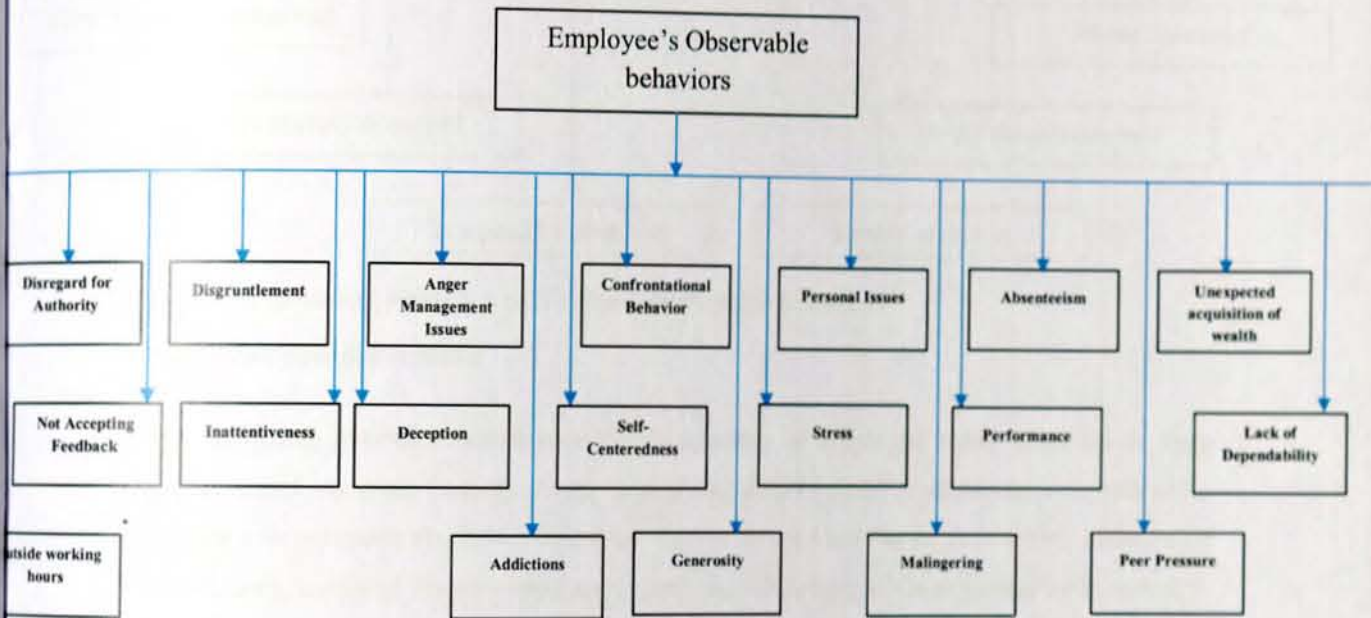 Employee's Observable
behaviors
Disregard for
Authority
Disgruntlement
Anger
Management
Issues
Confrontational
Behavior
Personal Issues
Absenteeism
Unexpected
acquisition of
wealth
Not Accepting
Feedback
Inattentiveness
Deception
Self-
Centeredness
Stress
Performance
Lack of
Dependability
working
hours
Addictions
Generosity
Malingering
Peer Pressure